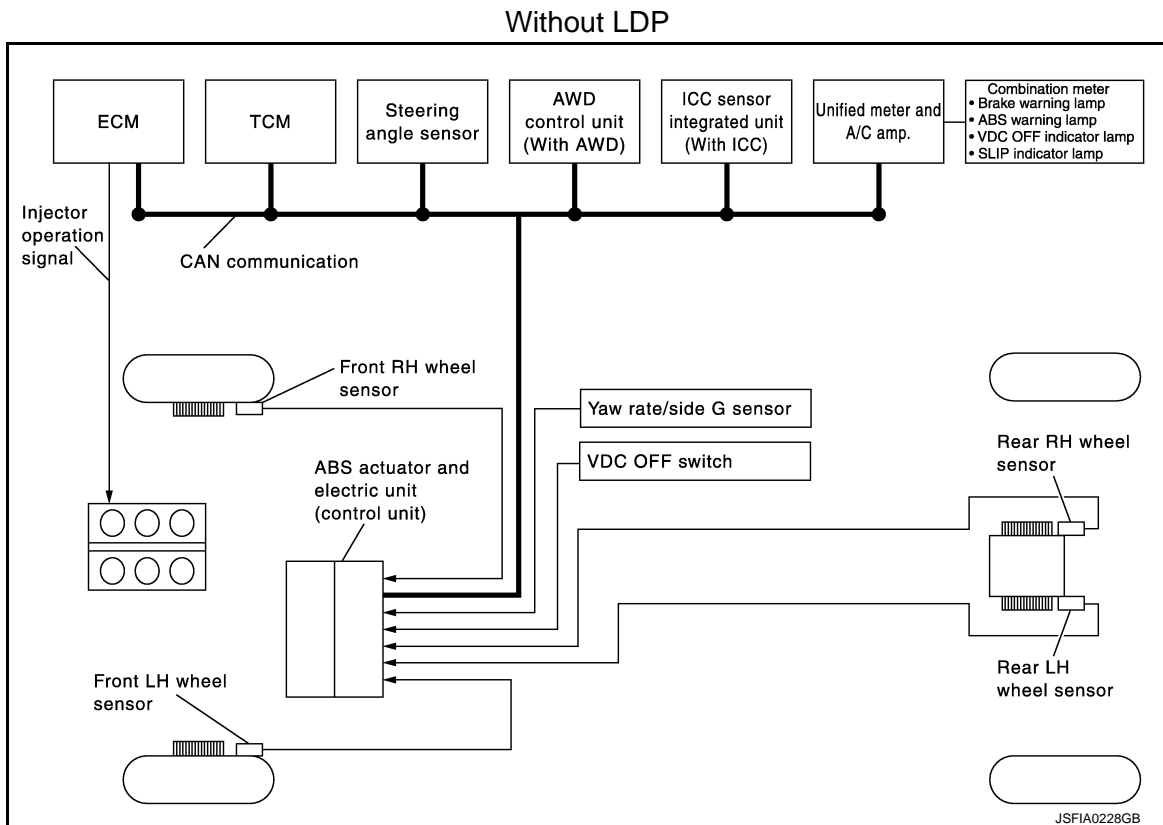 Without LDP
ECM
TCM
Steering
angle sensor
AWD
control unit
(With AWD)
ICC sensor
integrated unit
(With ICC)
Unified meter and
A/C amp.
Combination meter
• Brake warning lamp
• ABS warning lamp
• VDC OFF indicator lamp
• SLIP indicator lamp
Injector
operation
signal
CAN communication
Front RH wheel
sensor
Yaw rate/side G sensor
VDC OFF switch
Rear RH wheel
sensor
ABS actuator and
electric unit
(control unit)
Front LH wheel
sensor
Rear LH
wheel sensor
JSFIA0228GB